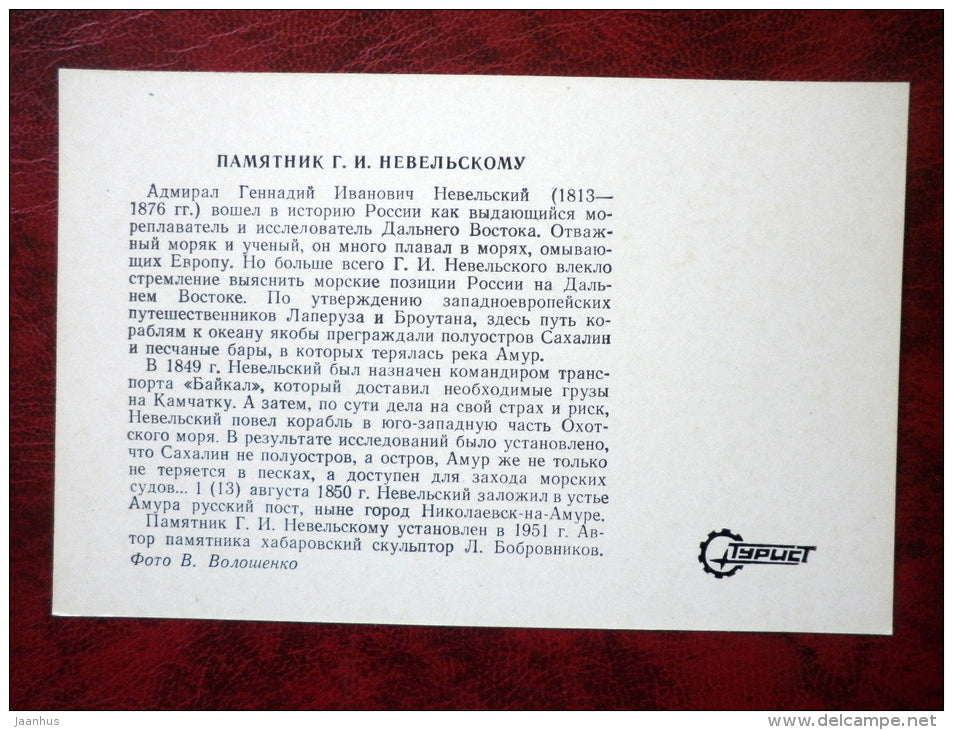 ПАМЯТНИК Г. И. НЕВЕЛЬСКОМУ
Адмирал Геннадий Иванович Невельский (1813—
1876 гг.) вошел в историю России как выдающийся мо-
реплаватель и исслелователь Дальнего Востока. Отваж-
ный моряк и ученый, он много плавал в морях, омываю-
щих Европу. Но больше всего Г. И. Невельского влекло
стремление выяснить морские позиции России на Даль-
нем Востоке. По утверждению западноевропейских
путешественников Лаперуза и Броутана, здесь путь ко-
раблям к океану якобы преграждали полуостров Сахалин
и песчаные бары, в которых терялась река Амур.
В 1849 г. Невельский был назначен командиром транс-
порта «Байкал», который доставил необходимые грузы
на Камчатку. А затем, по сути дела на свой страх и риск,
Невельский повел корабль в юго-западную часть Охот-
ского моря. В результате исследований было установлено,
что Сахалин не полуостров, а остров, Амур же не только
не теряется в песках, а доступен для захода морских
судов... 1 (13) августа 1850 г. Невельский заложил в устье
Амура русский пост, ныне город Николаевск-на-Амуре.
Памятник Г. И. Невельскому установлен в 1951 г. Ав-
тор памятника хабаровский скульптор Л. Бобровников.
Фото В. Волошенко
ТУРИСТ
jaanhus
www.delcampe.net